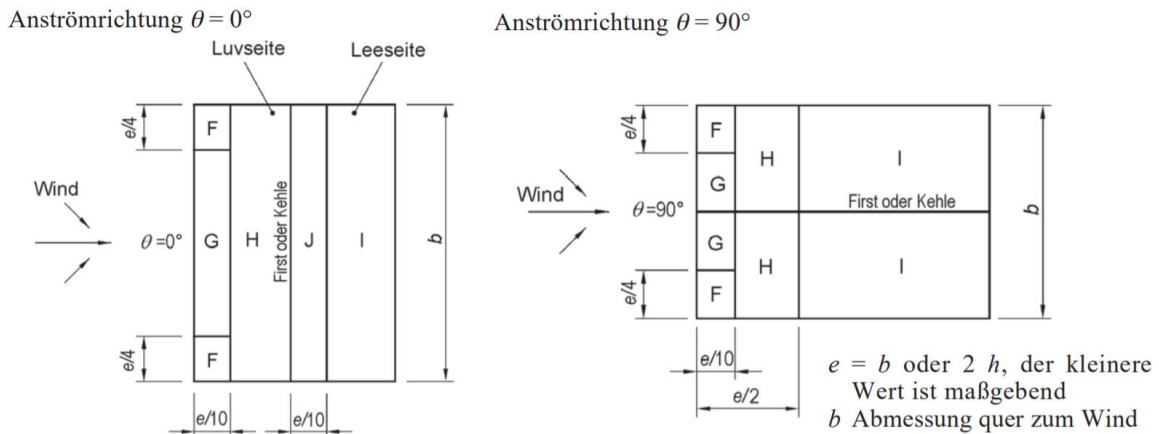 Anströmrichtung θ = 0°
Luvseite
Leeseite
e/4
F
Wind
θ =0°
G
H
First oder Kehle
J
I
b
e/4
F
e/10
e/10
Anströmrichtung θ = 90°
e/4
F
H
I
G
Wind
θ=90°
First oder Kehle
b
G
H
I
e/4
F
e/10
e/2
e = b oder 2 h, der kleinere
Wert ist maßgebend
b Abmessung quer zum Wind